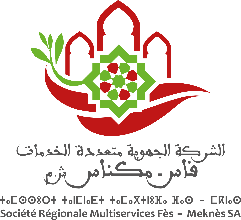 الشركة الجهوية متعددة الخدمات
فاس - مكناس ش.م
Société Régionale Multiservices Fès - Meknès SA